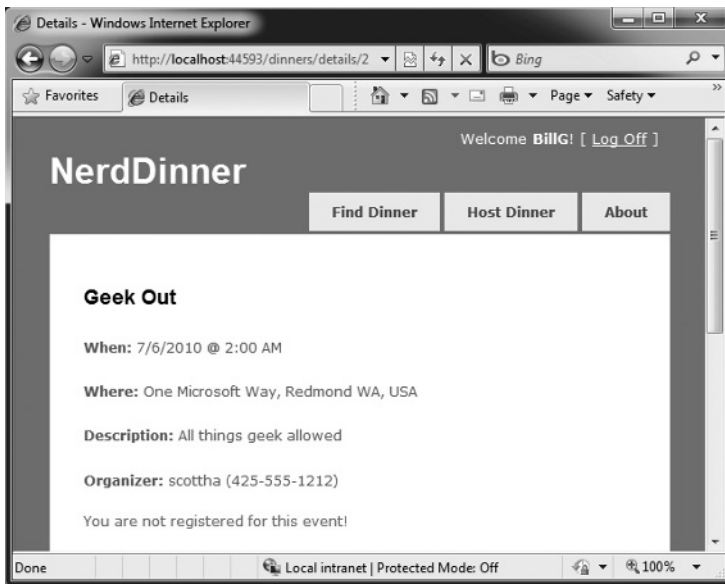 Details - Windows Internet Explorer
http://localhost:44593/dinners/details/2
Bing
Favorites
Details
Page
Safety
Welcome BillG! [ Log Off ]
NerdDinner
Find Dinner
Host Dinner
About
Geek Out
When: 7/6/2010 @ 2:00 AM
Where: One Microsoft Way, Redmond WA, USA
Description: All things geek allowed
Organizer: scottha (425-555-1212)
You are not registered for this event!
Done
Local intranet | Protected Mode: Off
100%